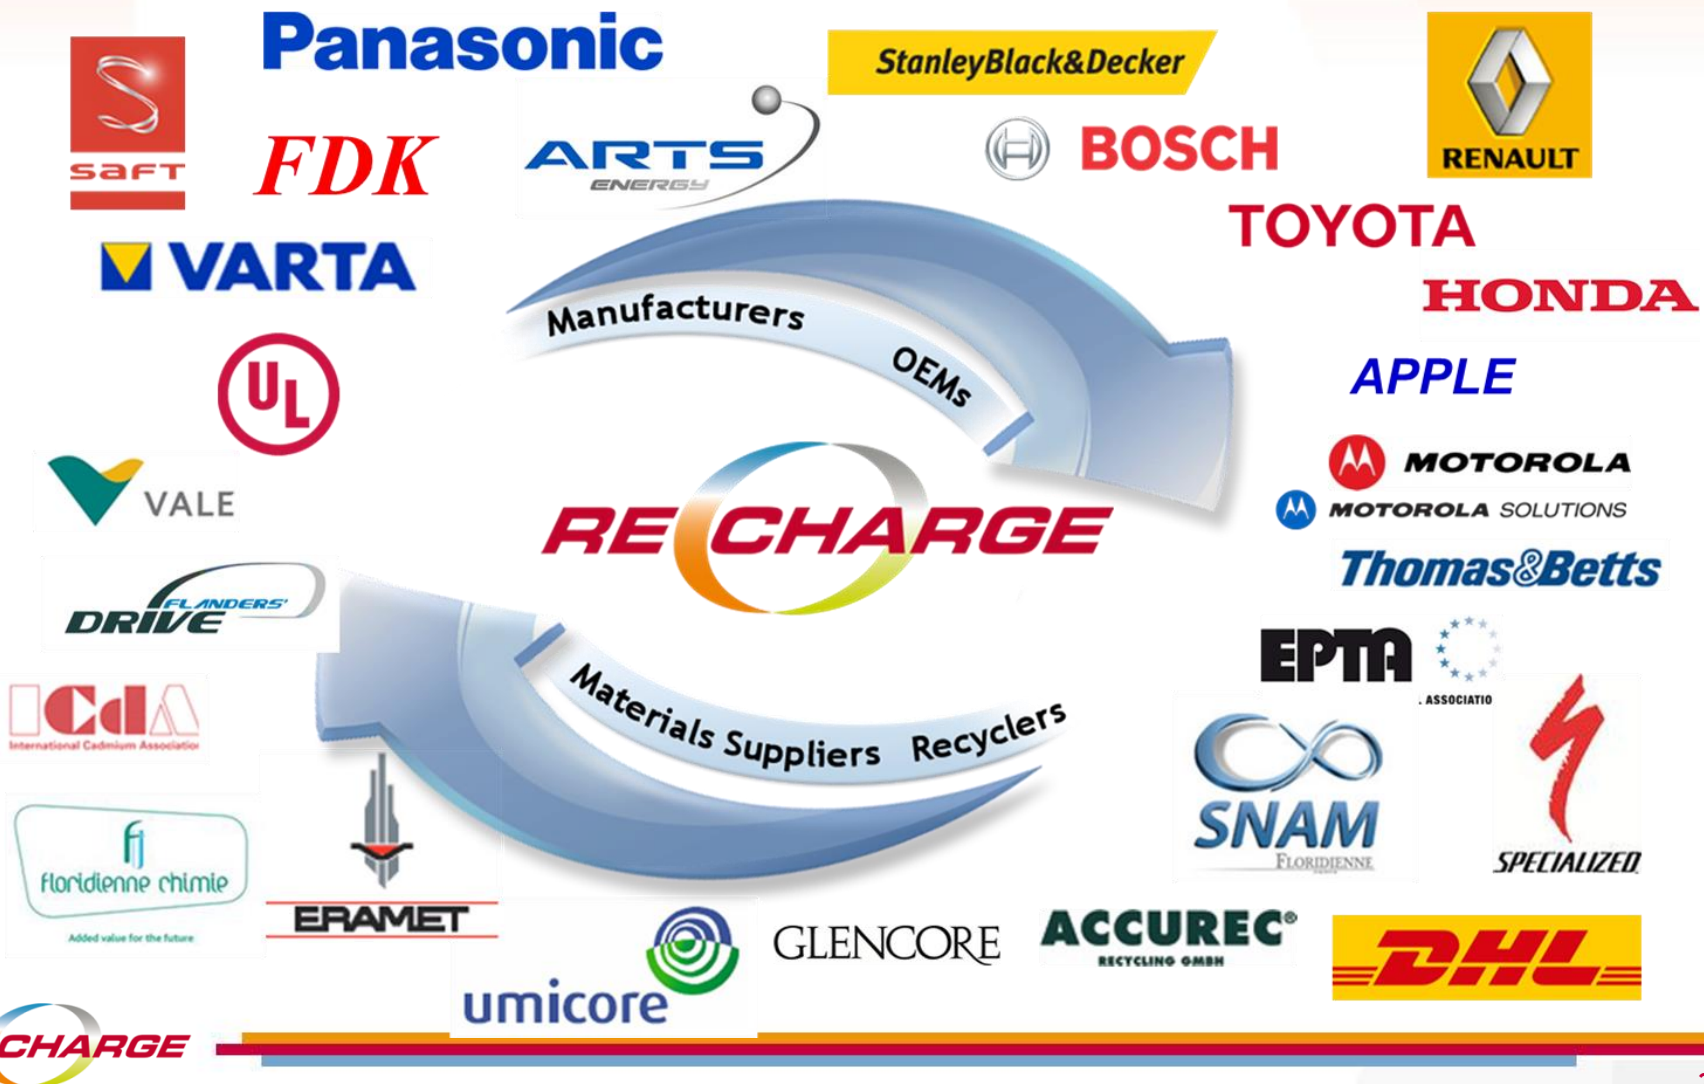 Panasonic
StanleyBlack&Decker
RENAULT
saft
FDK
ARTS
ENERGY
BOSCH
TOYOTA
VARTA
HONDA
Manufacturers
OEMs
UL
APPLE
MOTOROLA
VALE
MOTOROLA SOLUTIONS
RECHARGE
Thomas&Betts
FLANDERS'
DRIVE
EPTA
. ASSOCIATIO
ICdA
International Cadmium Association
Materials Suppliers Recyclers
SNAM
FLORIDIENNE
SPECIALIZED
floridienne chimie
Added value for the future
ERAMET
umicore
GLENCORE
ACCUREC®
RECYCLING GMBH
DHL
CHARGE